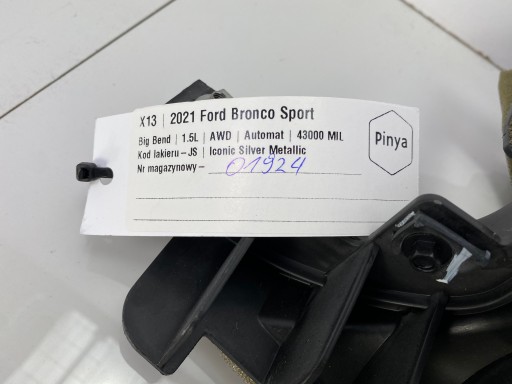 X13 | 2021 Ford Bronco Sport
Big Bend | 1.5L | AWD | Automat | 43000 MIL
Kod lakieru – JS | Iconic Silver Metallic
Nr magazynowy – 01924
Pinya